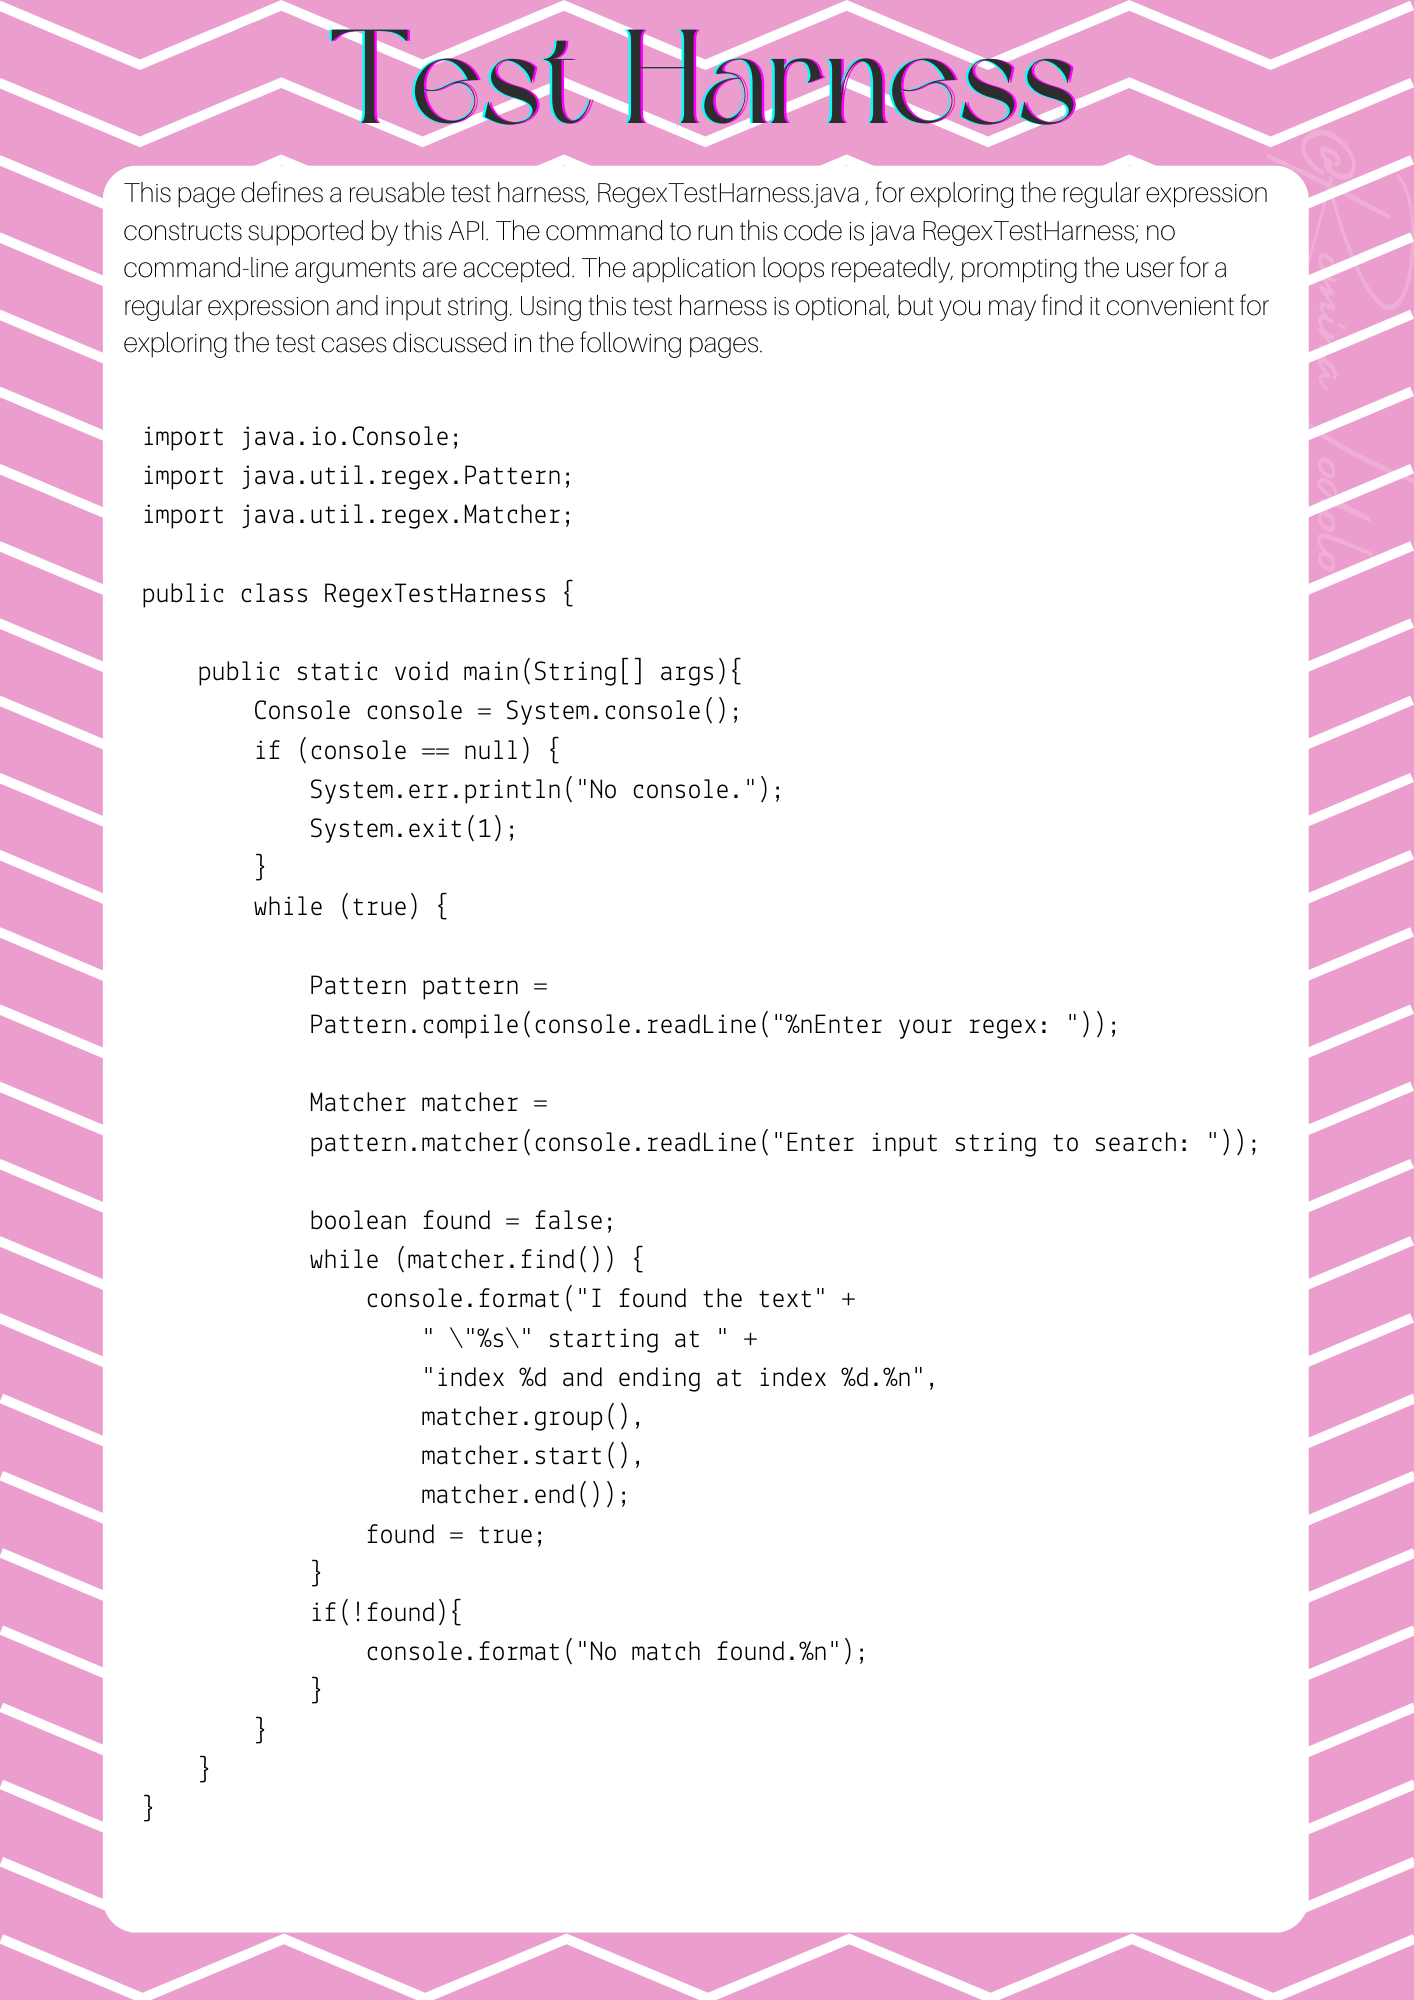 Test Harness
This page defines a reusable test harness, RegexTestHarness.java , for exploring the regular expression
constructs supported by this API. The command to run this code is java RegexTestHarness; no
command-line arguments are accepted. The application loops repeatedly, prompting the user for a
regular expression and input string. Using this test harness is optional, but you may find it convenient for
exploring the test cases discussed in the following pages.
import java.io.Console;
import java.util.regex.Pattern;
import java.util.regex.Matcher;
public class RegexTestHarness {
    public static void main(String[] args){
        Console console = System.console();
        if (console == null) {
            System.err.println("No console.");
            System.exit(1);
        }
        while (true) {
            Pattern pattern =
            Pattern.compile(console.readLine("%nEnter your regex: "));
            Matcher matcher =
            pattern.matcher(console.readLine("Enter input string to search: "));
            boolean found = false;
            while (matcher.find()) {
                console.format("I found the text" +
                    " \"%s\" starting at " +
                    "index %d and ending at index %d.%n",
                    matcher.group(),
                    matcher.start(),
                    matcher.end());
                found = true;
            }
            if(!found){
                console.format("No match found.%n");
            }
        }
    }
}